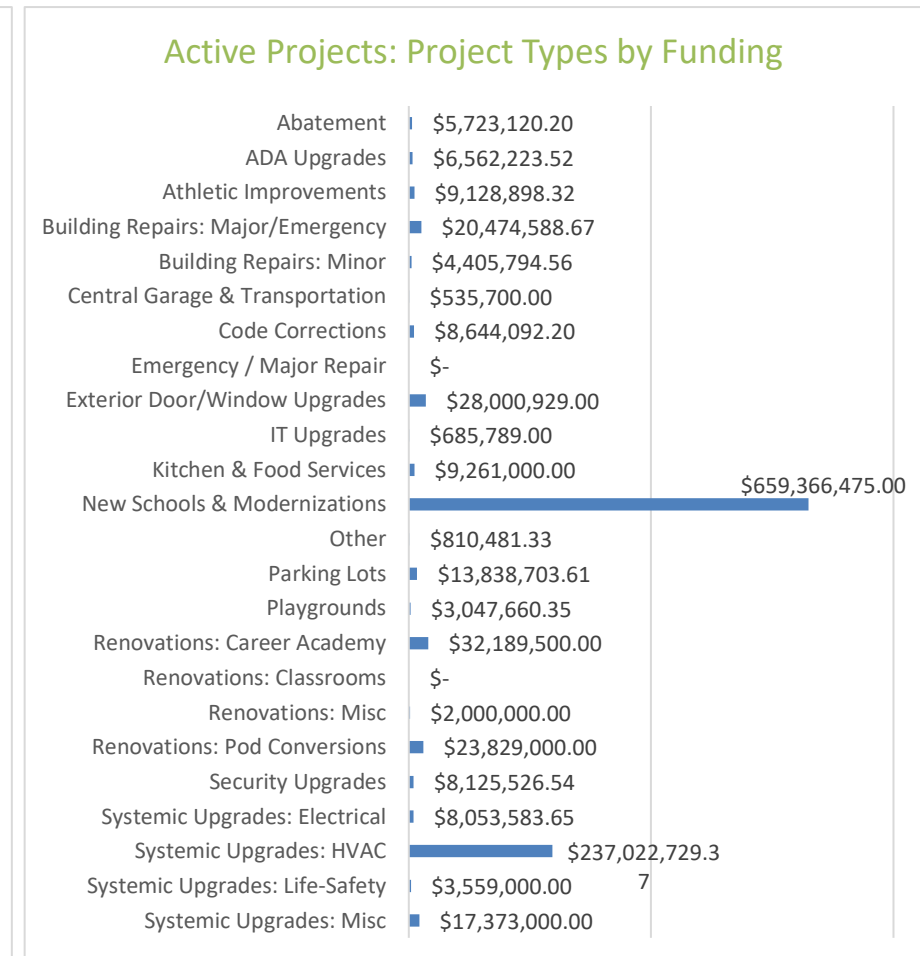 Active Projects: Project Types by Funding
Abatement $5,723,120.20
ADA Upgrades $6,562,223.52
Athletic Improvements $9,128,898.32
Building Repairs: Major/Emergency $20,474,588.67
Building Repairs: Minor $4,405,794.56
Central Garage & Transportation $535,700.00
Code Corrections $8,644,092.20
Emergency / Major Repair $-
Exterior Door/Window Upgrades $28,000,929.00
IT Upgrades $685,789.00
Kitchen & Food Services $9,261,000.00
New Schools & Modernizations $659,366,475.00
Other $810,481.33
Parking Lots $13,838,703.61
Playgrounds $3,047,660.35
Renovations: Career Academy $32,189,500.00
Renovations: Classrooms $-
Renovations: Misc $2,000,000.00
Renovations: Pod Conversions $23,829,000.00
Security Upgrades $8,125,526.54
Systemic Upgrades: Electrical $8,053,583.65
Systemic Upgrades: HVAC $237,022,729.3
7
Systemic Upgrades: Life-Safety $3,559,000.00
Systemic Upgrades: Misc $17,373,000.00